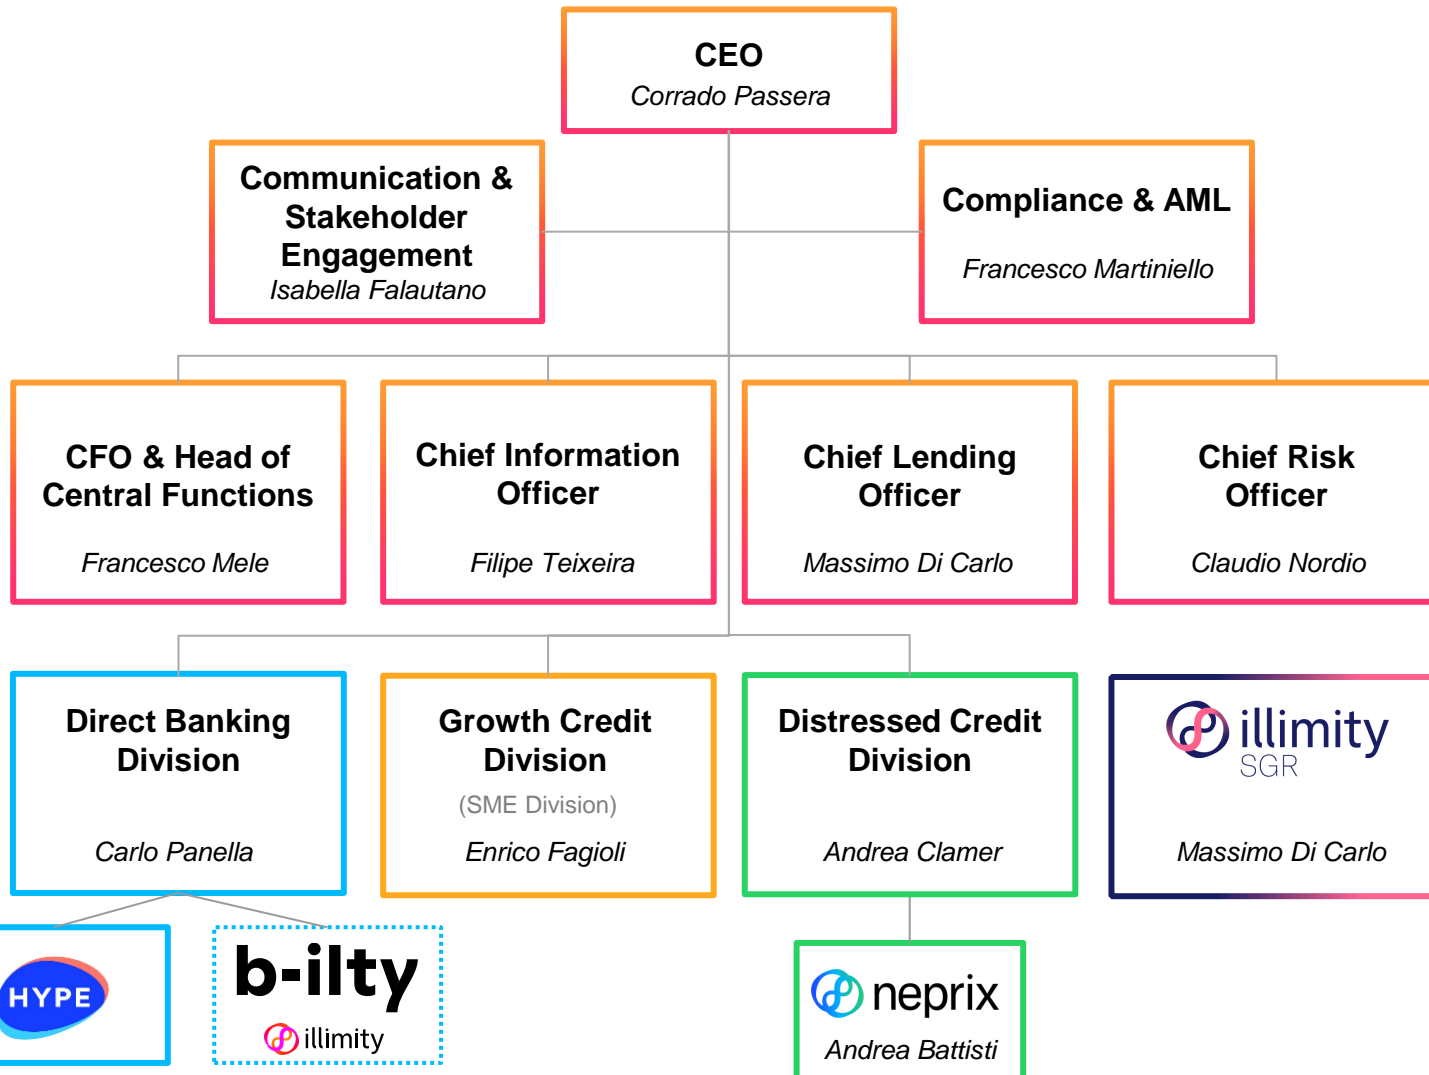 CEO
Corrado Passera
Communication &
Stakeholder
Engagement
Isabella Falautano
Compliance & AML
Francesco Martiniello
CFO & Head of
Central Functions
Francesco Mele
Chief Information
Officer
Filipe Teixeira
Chief Lending
Officer
Massimo Di Carlo
Chief Risk
Officer
Claudio Nordio
Direct Banking
Division
Carlo Panella
Growth Credit
Division
(SME Division)
Enrico Fagioli
Distressed Credit
Division
Andrea Clamer
illimity
SGR
Massimo Di Carlo
HYPE
b-ilty
illimity
neprix
Andrea Battisti